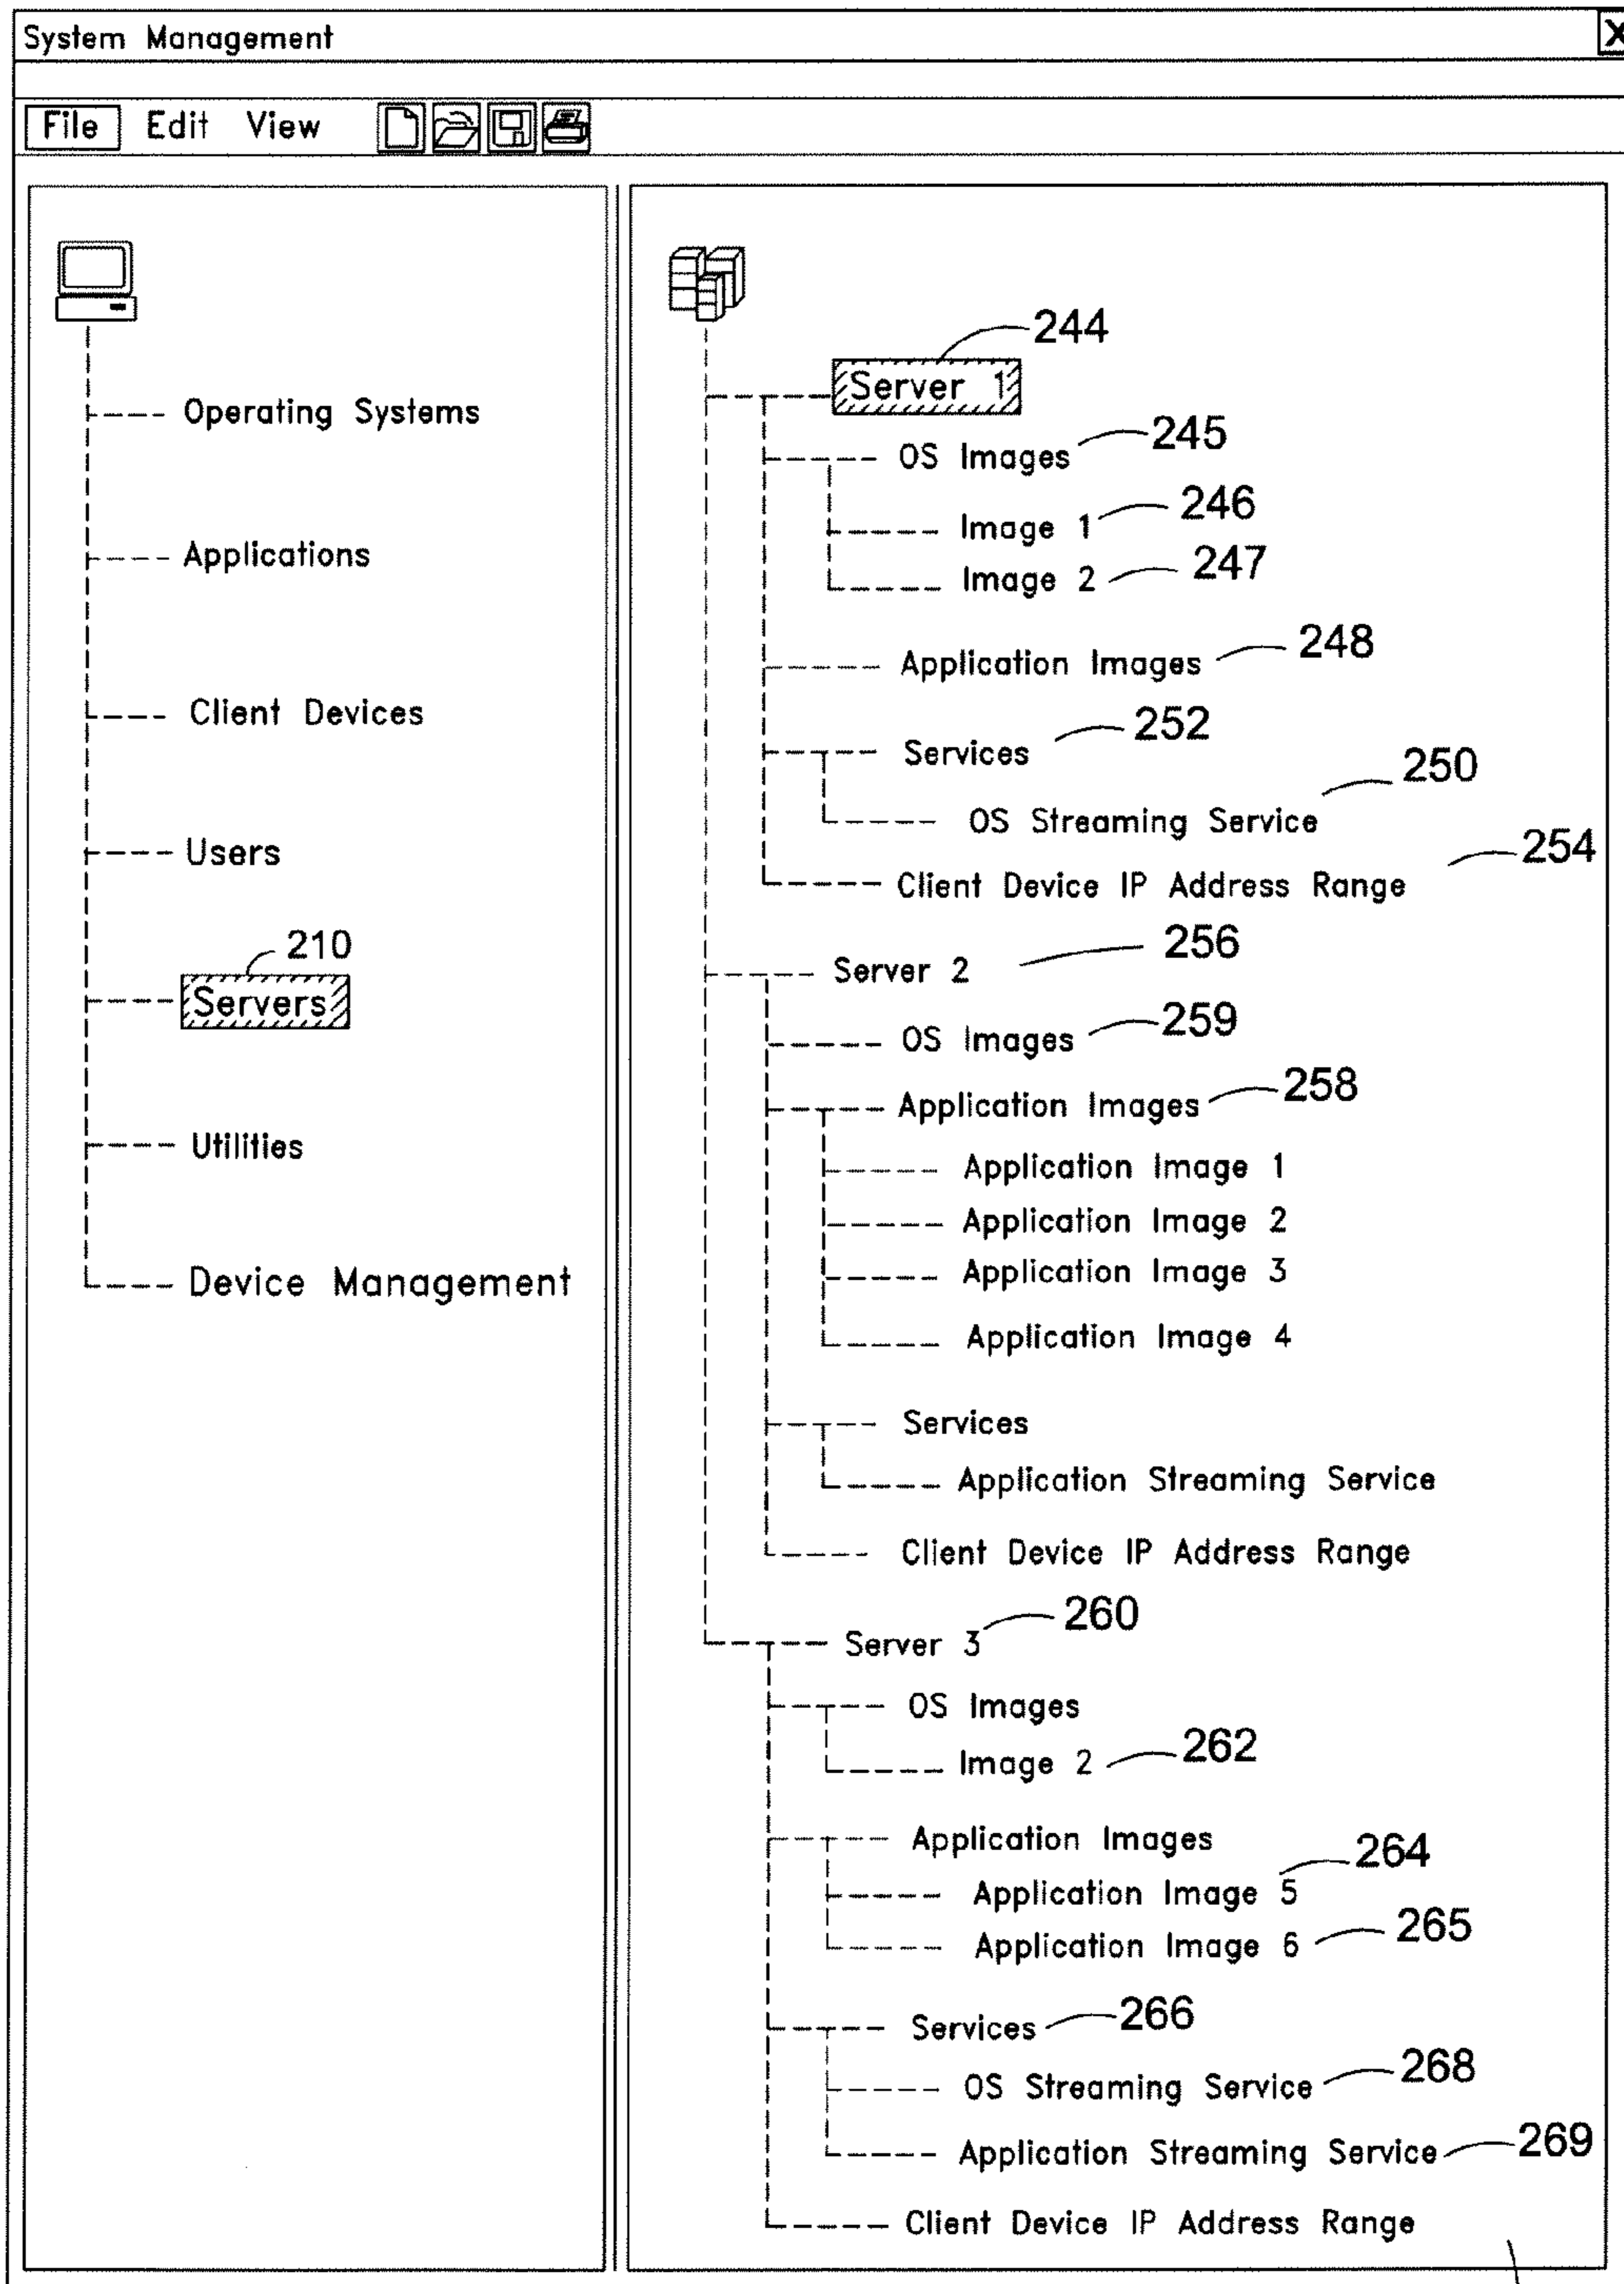 System Management X
File Edit View
Operating Systems
Applications
Client Devices
Users
210
Servers
Utilities
Device Management
244
Server 1
OS Images 245
Image 1 246
Image 2 247
Application Images 248
Services 252
OS Streaming Service 250
Client Device IP Address Range 254
Server 2 256
OS Images 259
Application Images 258
Application Image 1
Application Image 2
Application Image 3
Application Image 4
Services
Application Streaming Service
Client Device IP Address Range
Server 3 260
OS Images
Image 2 262
Application Images
Application Image 5 264
Application Image 6 265
Services 266
OS Streaming Service 268
Application Streaming Service 269
Client Device IP Address Range